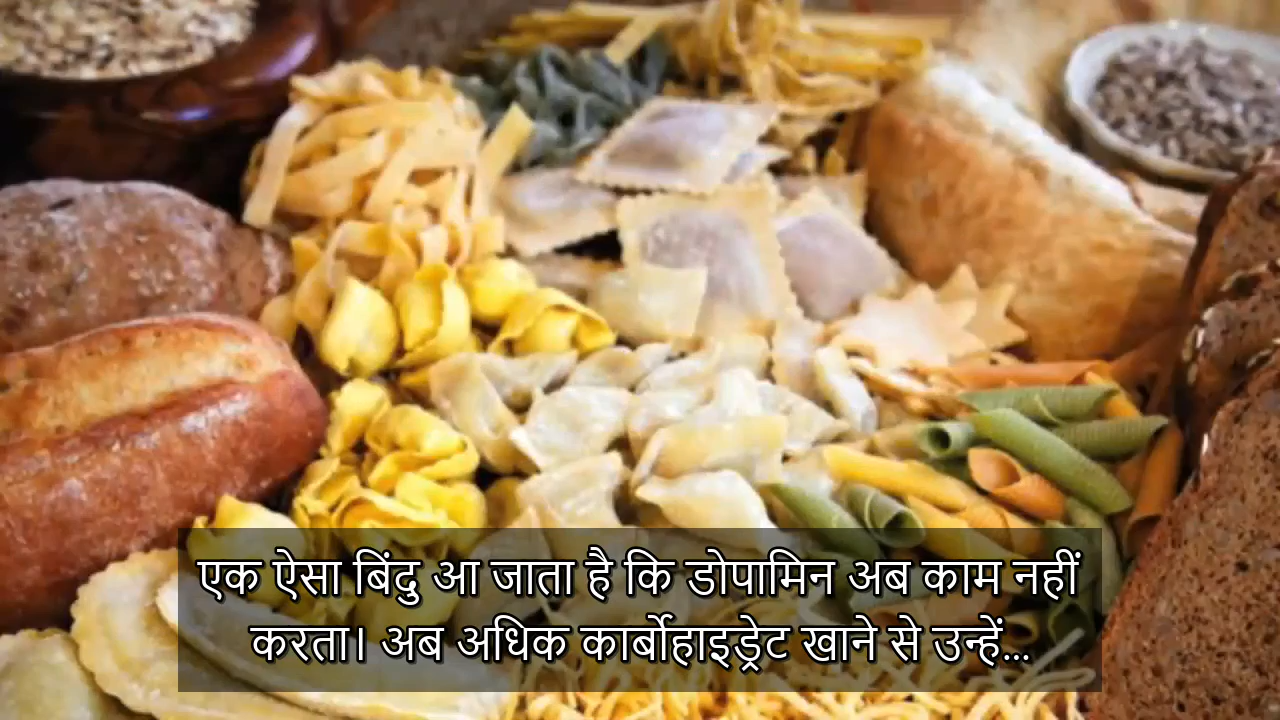 एक ऐसा बिंदु आ जाता है कि डोपामिन अब काम नहीं
करता। अब अधिक कार्बोहाइड्रेट खाने से उन्हें...